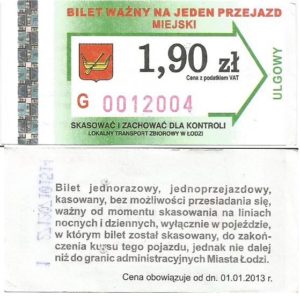 BILET WAŻNY NA JEDEN PRZEJAZD
MIEJSKI
1,90 zł
Cena z podatkiem VAT
ULGOWY
G 0012004
SKASOWAĆ I ZACHOWAĆ DLA KONTROLI
LOKALNY TRANSPORT ZBIOROWY W ŁODZI
Bilet jednorazowy, jednoprzejazdowy,
kasowany, bez możliwości przesiadania się,
ważny od momentu skasowania na liniach
nocnych i dziennych, wyłącznie w pojeździe,
w którym bilet został skasowany, do zakoń-
czenia kursu tego pojazdu, jednak nie dalej
niż do granic administracyjnych Miasta Łodzi.
Cena obowiązuje od dn. 01.01.2013 r.